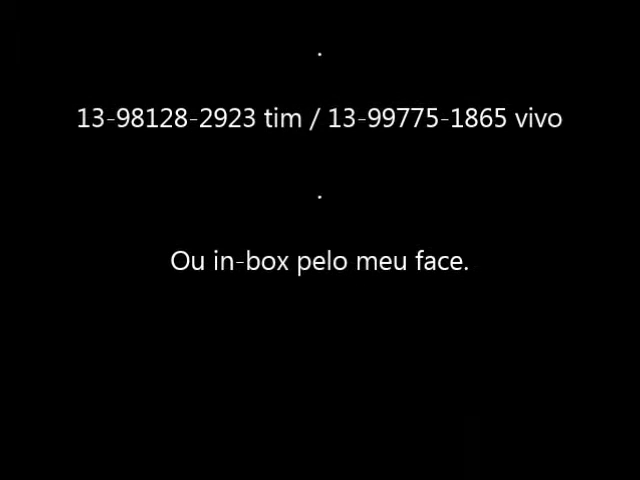 .
13-98128-2923 tim / 13-99775-1865 vivo
.
Ou in-box pelo meu face.